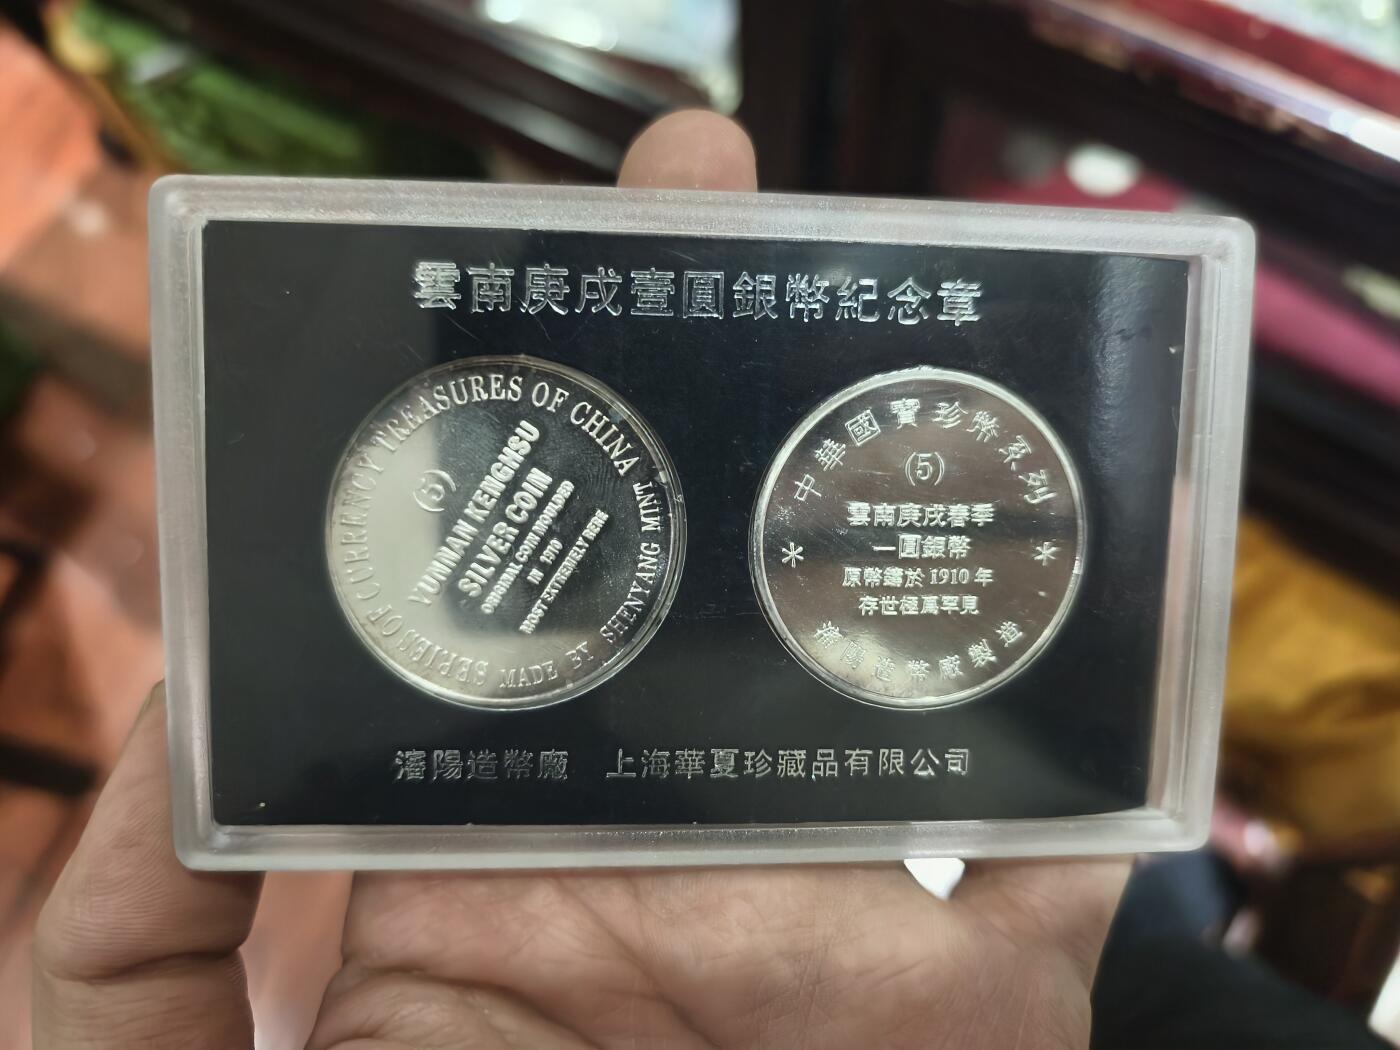 雲南庚戌壹圓銀幣紀念章
SERIES OF CURRENCY TREASURES OF CHINA
(5)
YUNNAN KENGHSU
SILVER COIN
ORIGINAL COIN MOULDED
IN 1910
MOST EXTREMELY RERE
MADE BY SHENYANG MINT
中華國寶珍幣系列
(5)
雲南庚戌春季
一圓銀幣
原幣鑄於1910年
存世極爲罕見
* 瀋陽造幣廠製造 *
瀋陽造幣廠 上海華夏珍藏品有限公司